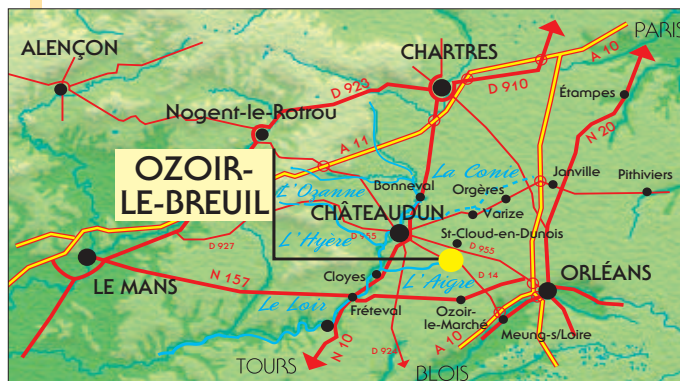 PARIS
ALENÇON
CHARTRES
A 10
D 923
D 910
Étampes
Nogent-le-Rotrou
N 20
A 11
OZOIR-
LE-BREUIL
La Conie
Janville
L'Ozanne
Bonneval
Orgères
Pithiviers
CHÂTEAUDUN
Varize
L'Hyère
D 955
St-Cloud-en-Dunois
D 927
D 955
LE MANS
N 157
Cloyes
L'Aigre
D 14
ORLÉANS
Le Loir
Fréteval
Ozoir-
le-Marché
Meung-s/Loire
N 10
D 924
A 10
TOURS
BLOIS